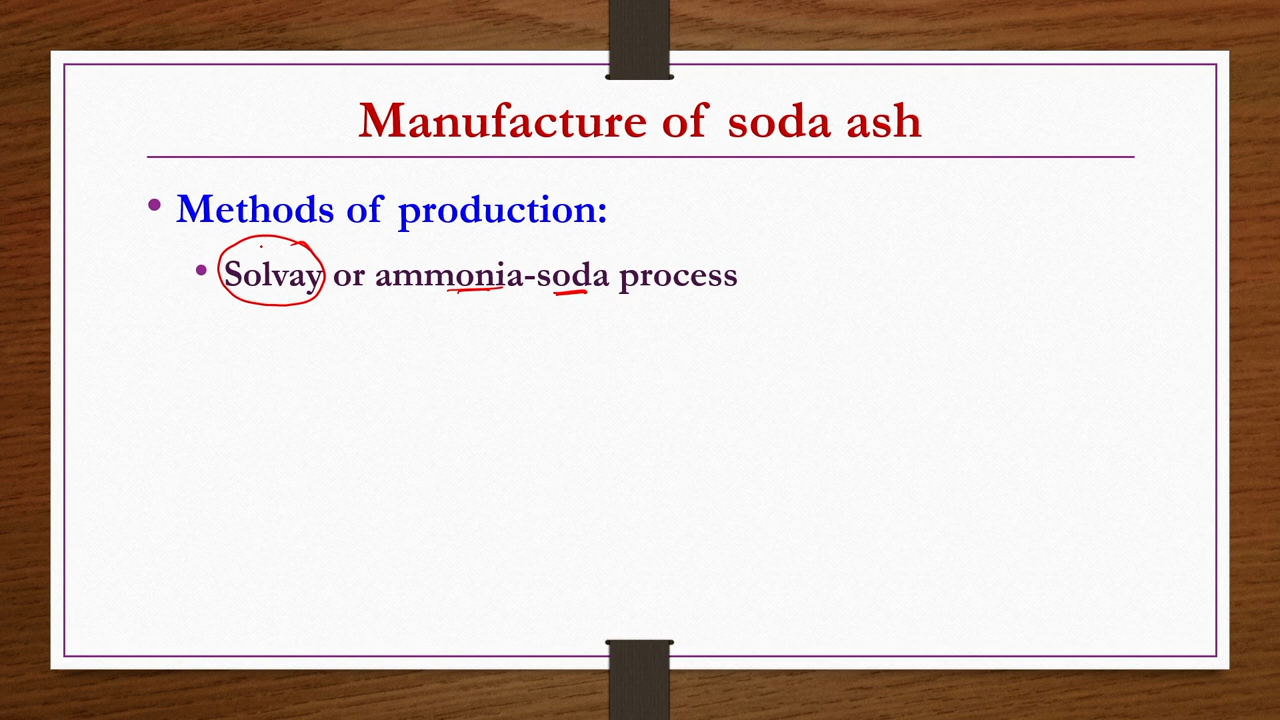 Manufacture of soda ash
• Methods of production:
• Solvay or ammonia-soda process